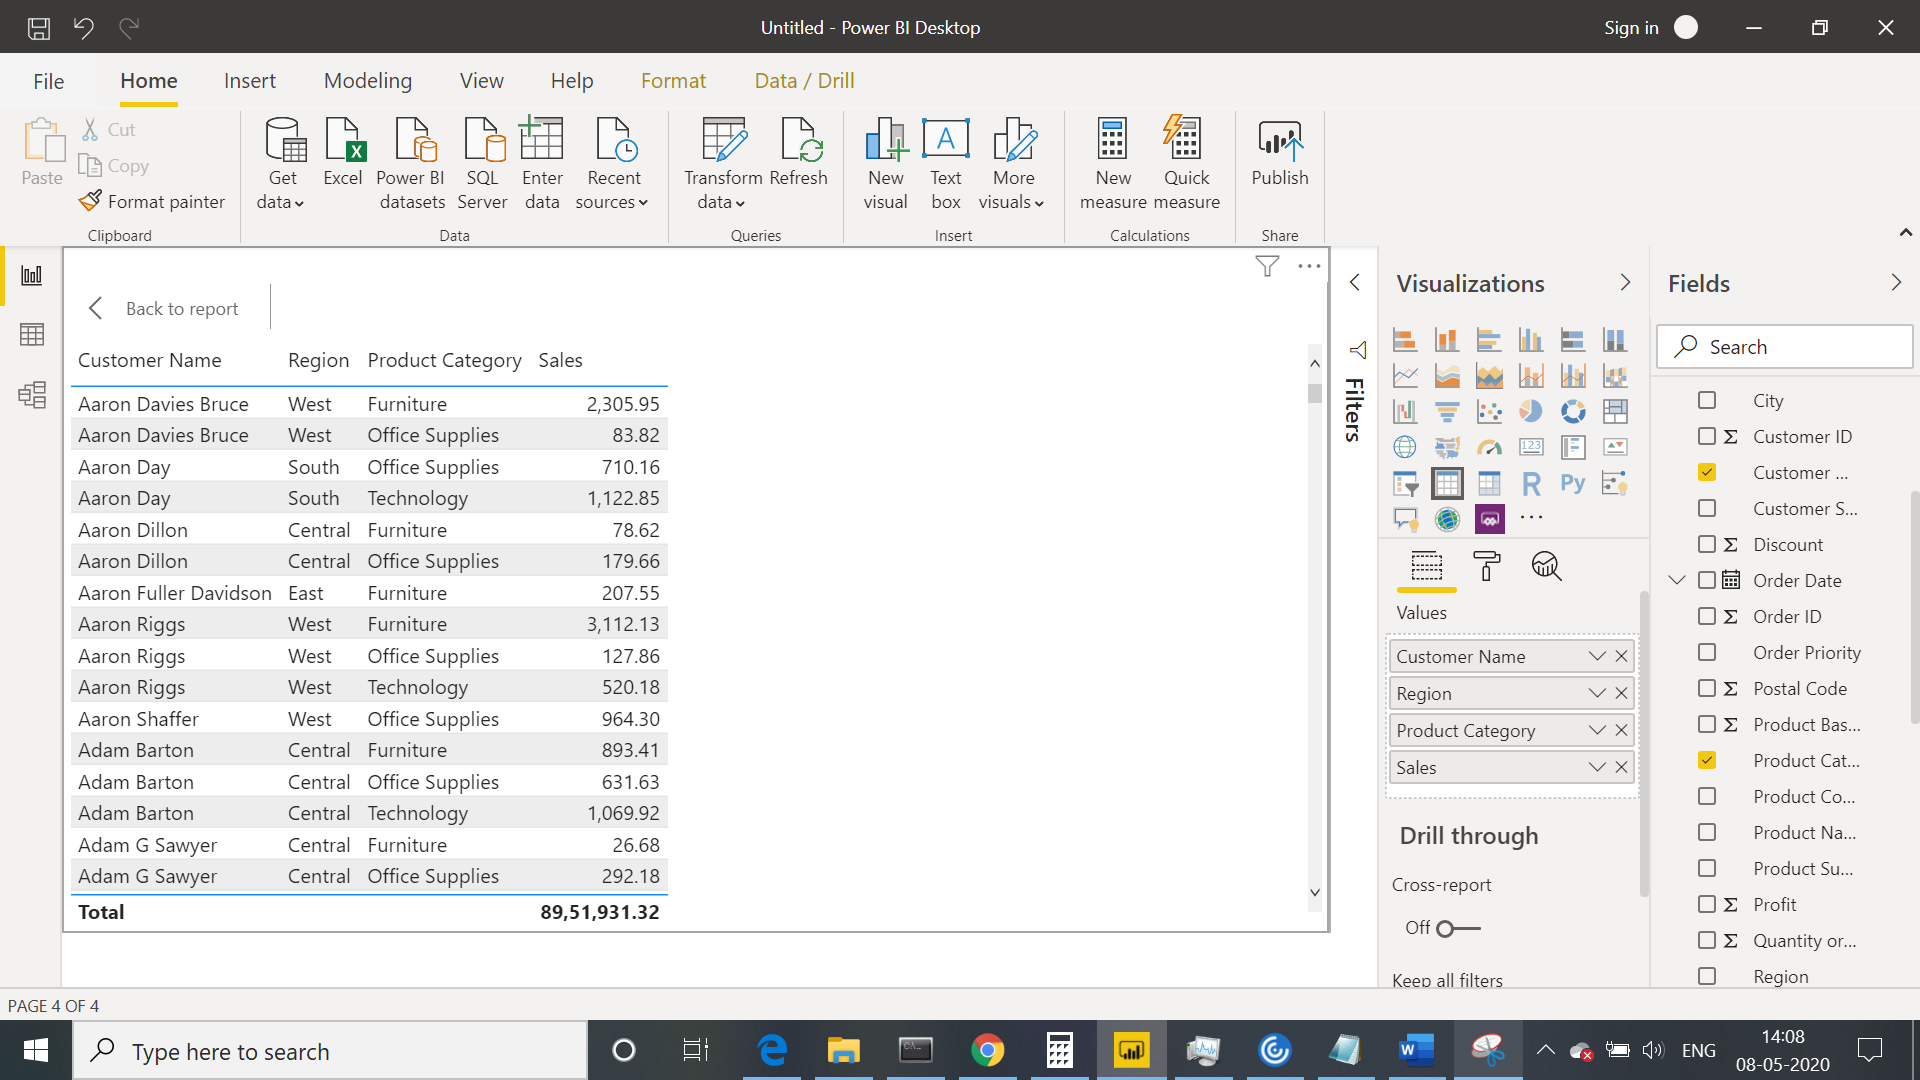 Untitled - Power BI Desktop
Sign in
File Home Insert Modeling View Help Format Data / Drill
Paste
Cut
Copy
Format painter
Clipboard
Get data
Excel
Power BI datasets
SQL Server
Enter data
Recent sources
Data
Transform data
Refresh
Queries
New visual
Text box
More visuals
Insert
New measure
Quick measure
Calculations
Publish
Share
Back to report
Customer Name Region Product Category Sales
Aaron Davies Bruce West Furniture 2,305.95
Aaron Davies Bruce West Office Supplies 83.82
Aaron Day South Office Supplies 710.16
Aaron Day South Technology 1,122.85
Aaron Dillon Central Furniture 78.62
Aaron Dillon Central Office Supplies 179.66
Aaron Fuller Davidson East Furniture 207.55
Aaron Riggs West Furniture 3,112.13
Aaron Riggs West Office Supplies 127.86
Aaron Riggs West Technology 520.18
Aaron Shaffer West Office Supplies 964.30
Adam Barton Central Furniture 893.41
Adam Barton Central Office Supplies 631.63
Adam Barton Central Technology 1,069.92
Adam G Sawyer Central Furniture 26.68
Adam G Sawyer Central Office Supplies 292.18
Total 89,51,931.32
Filters
Visualizations
123
R
Py
Values
Customer Name
Region
Product Category
Sales
Drill through
Cross-report
Off
Keep all filters
Fields
Search
City
Σ Customer ID
Customer ...
Customer S...
Σ Discount
Order Date
Σ Order ID
Order Priority
Σ Postal Code
Σ Product Bas...
Product Cat...
Product Co...
Product Na...
Product Su...
Σ Profit
Σ Quantity or...
Region
PAGE 4 OF 4
Type here to search
ENG
14:08
08-05-2020